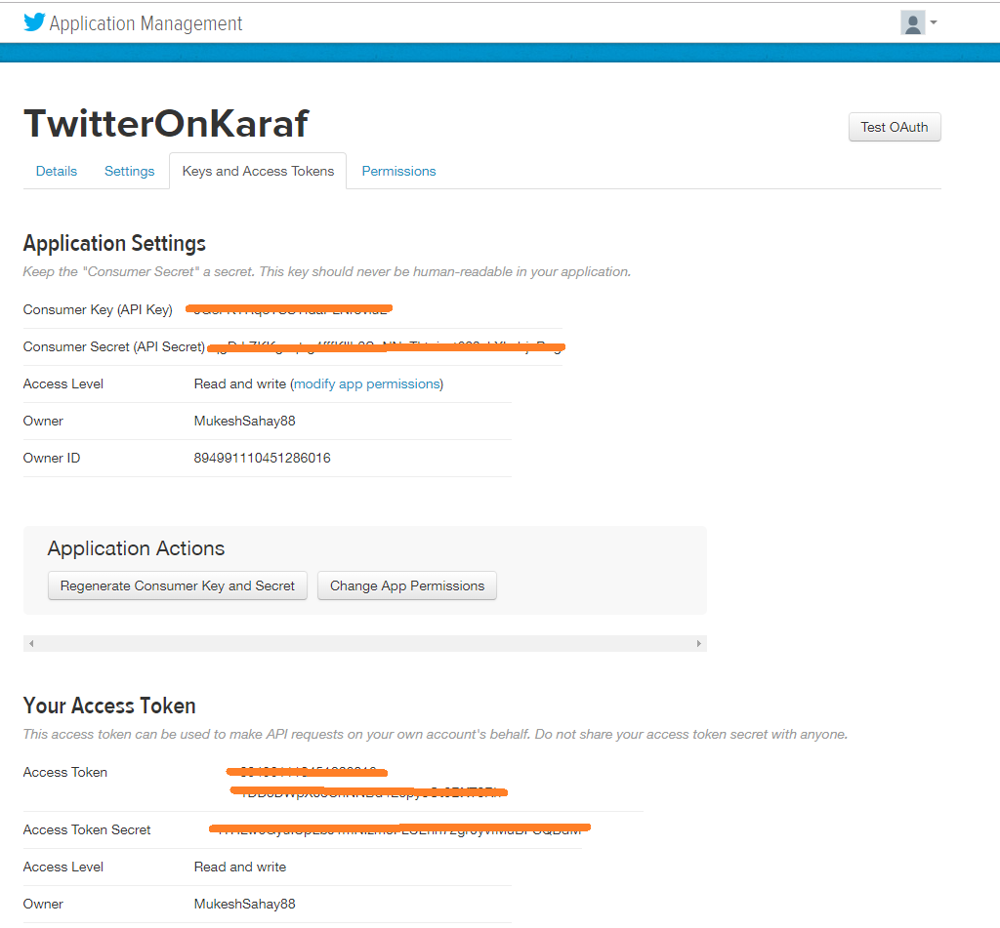 Application Management
TwitterOnKaraf
Test OAuth
Details Settings Keys and Access Tokens Permissions
Application Settings
Keep the "Consumer Secret" a secret. This key should never be human-readable in your application.
Consumer Key (API Key)
Consumer Secret (API Secret)
Access Level Read and write (modify app permissions)
Owner MukeshSahay88
Owner ID 894991110451286016
Application Actions
Regenerate Consumer Key and Secret Change App Permissions
Your Access Token
This access token can be used to make API requests on your own account's behalf. Do not share your access token secret with anyone.
Access Token
Access Token Secret
Access Level Read and write
Owner MukeshSahay88